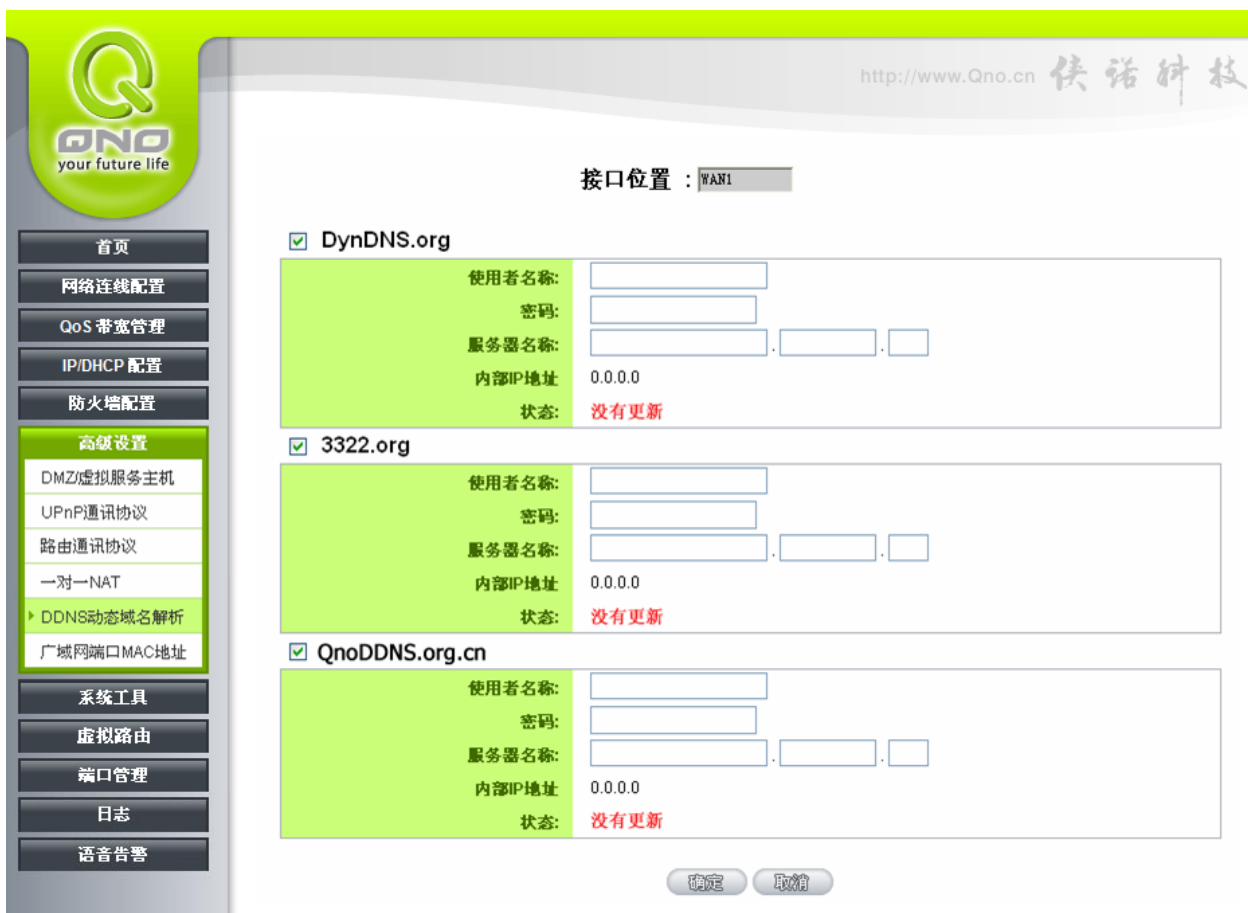 QNO
your future life
http://www.Qno.cn 侠诺科技
首页
网络连线配置
QoS 带宽管理
IP/DHCP 配置
防火墙配置
高级设置
DMZ/虚拟服务主机
UPnP通讯协议
路由通讯协议
一对一NAT
DDNS动态域名解析
广域网端口MAC地址
系统工具
虚拟路由
端口管理
日志
语音告警
接口位置 : WAN1
DynDNS.org
使用者名称:
密码:
服务器名称: . .
内部IP地址 0.0.0.0
状态: 没有更新
3322.org
使用者名称:
密码:
服务器名称: . .
内部IP地址 0.0.0.0
状态: 没有更新
QnoDDNS.org.cn
使用者名称:
密码:
服务器名称: . .
内部IP地址 0.0.0.0
状态: 没有更新
确定 取消